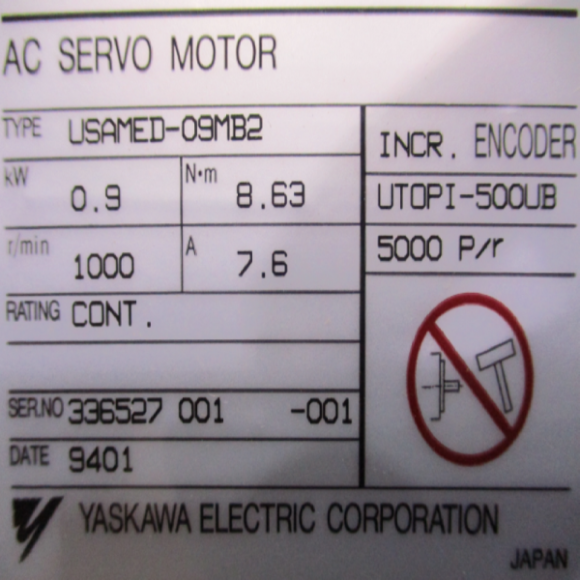 AC SERVO MOTOR
TYPE USAMED-09MB2
kW 0.9 N·m 8.63
r/min 1000 A 7.6
RATING CONT.
SER.NO 336527 001 -001
DATE 9401
INCR. ENCODER
UTOPI-500UB
5000 P/r
YASKAWA ELECTRIC CORPORATION
JAPAN